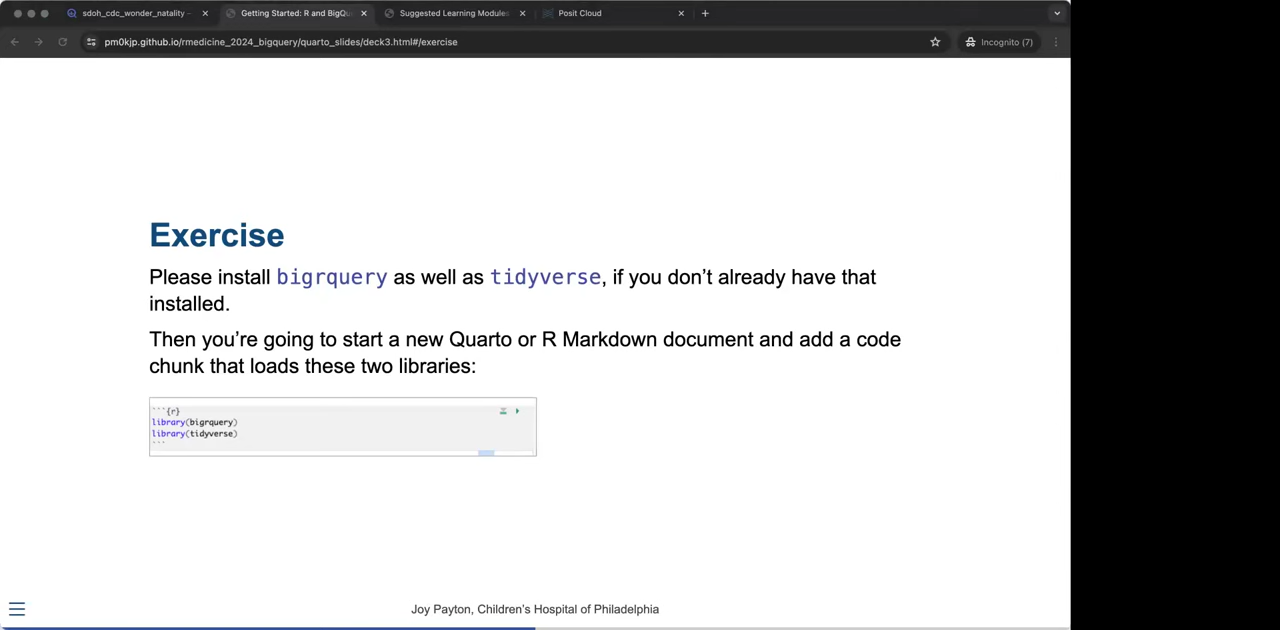 sdoh_cdc_wonder_natality –
Getting Started: R and BigQu
Suggested Learning Modules
Posit Cloud
pm0kjp.github.io/rmedicine_2024_bigquery/quarto_slides/deck3.html#/exercise
Incognito (7)
Exercise
Please install bigrquery as well as tidyverse, if you don’t already have that
installed.
Then you’re going to start a new Quarto or R Markdown document and add a code
chunk that loads these two libraries:
```{r}
library(bigrquery)
library(tidyverse)
```
Joy Payton, Children’s Hospital of Philadelphia